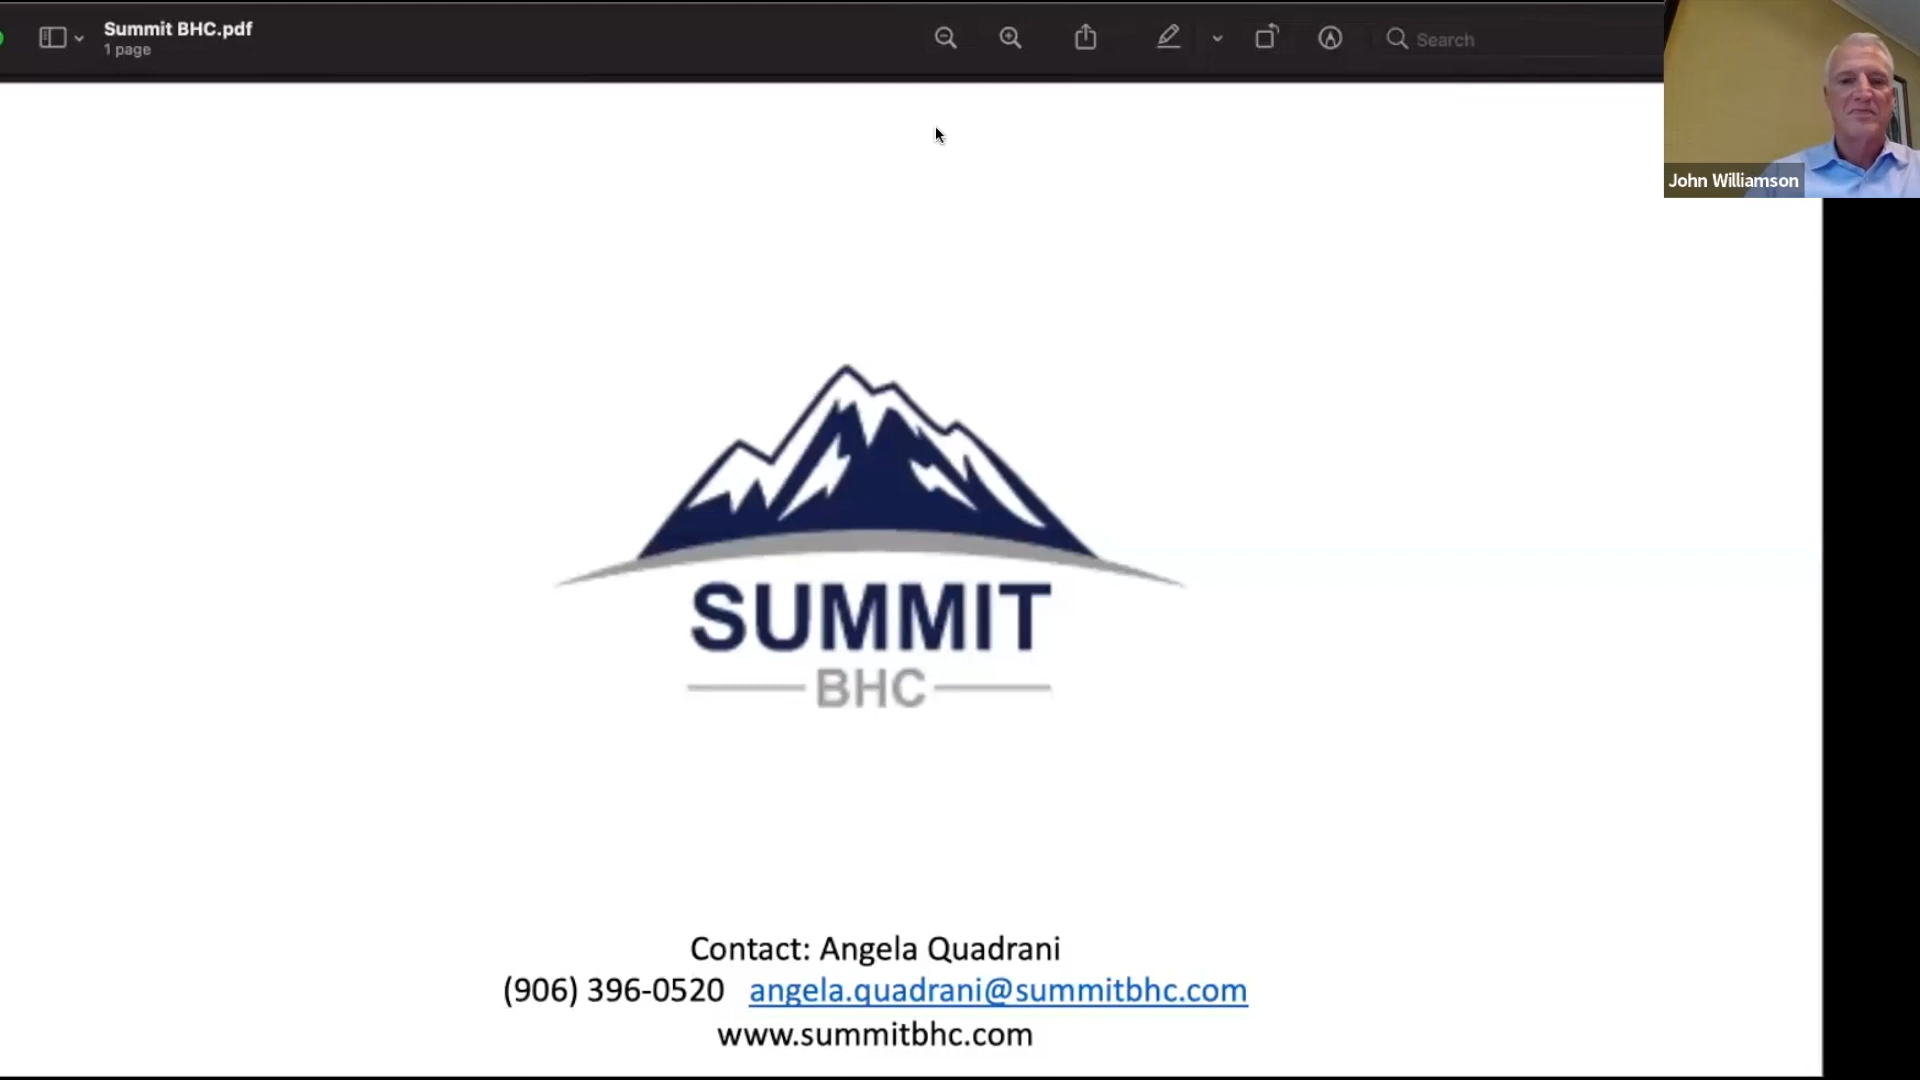 Summit BHC.pdf
1 page
Search
John Williamson
SUMMIT
BHC
Contact: Angela Quadrani
(906) 396-0520 angela.quadrani@summitbhc.com
www.summitbhc.com